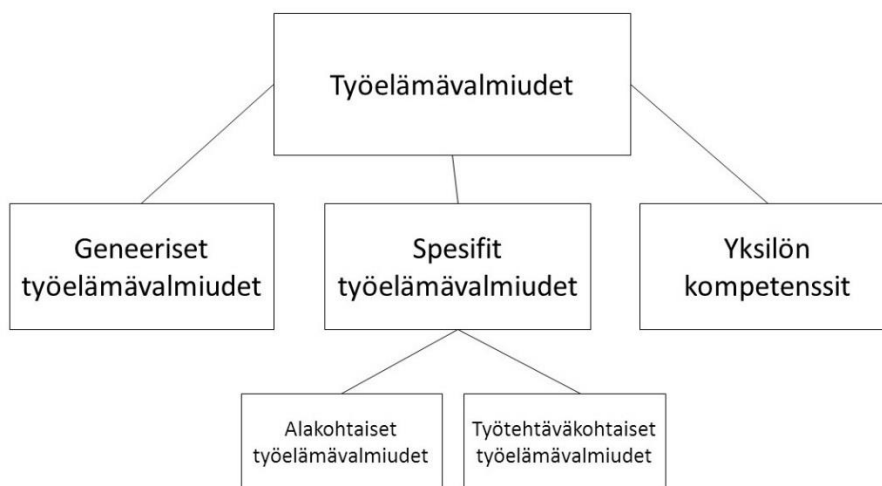 Työelämävalmiudet
Geneeriset
työelämävalmiudet
Spesifit
työelämävalmiudet
Yksilön
kompetenssit
Alakohtaiset
työelämävalmiudet
Työtehtäväkohtaiset
työelämävalmiudet